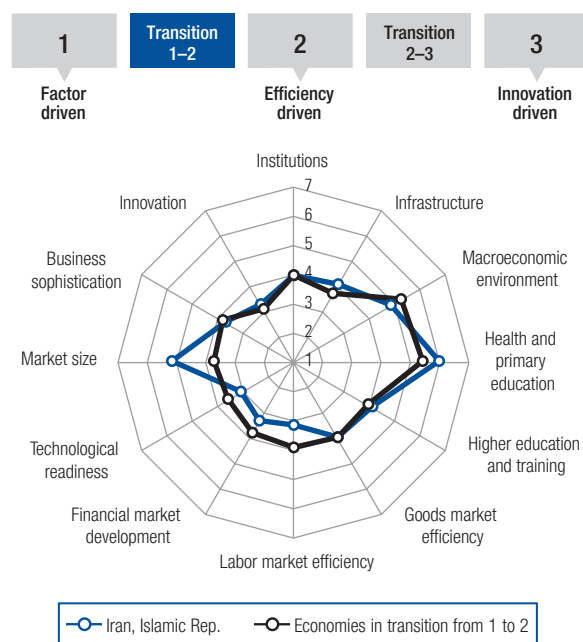 1
Transition
1–2
2
Transition
2–3
3
Factor
driven
Efficiency
driven
Innovation
driven
Institutions
7
6
5
4
3
2
1
Infrastructure
Macroeconomic
environment
Health and
primary
education
Higher education
and training
Goods market
efficiency
Labor market efficiency
Financial market
development
Technological
readiness
Market size
Business
sophistication
Innovation
Iran, Islamic Rep.
Economies in transition from 1 to 2